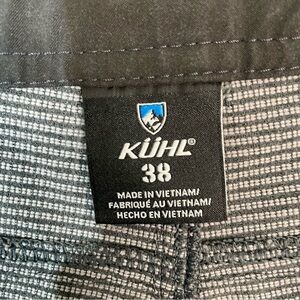 KÜHL®
38
MADE IN VIETNAM/
FABRIQUÉ AU VIETNAM/
HECHO EN VIETNAM